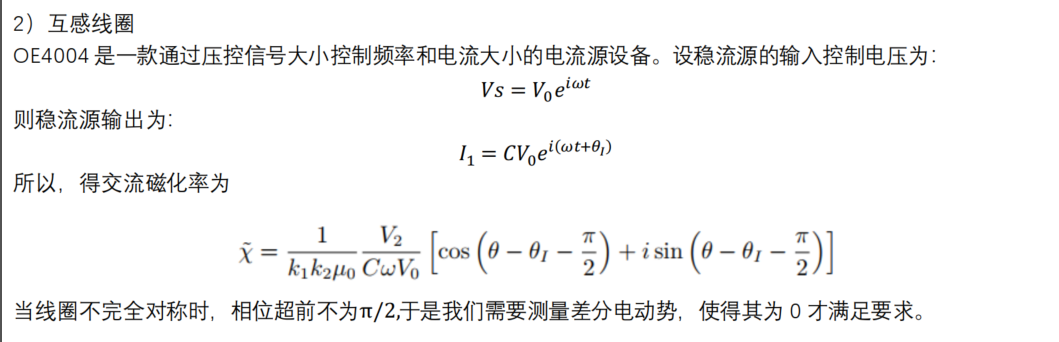 2）互感线圈
OE4004 是一款通过压控信号大小控制频率和电流大小的电流源设备。设稳流源的输入控制电压为：
$Vs = V_0 e^{i\omega t}$
则稳流源输出为：
$I_1 = CV_0 e^{i(\omega t+\theta_I)}$
所以，得交流磁化率为
$\tilde{\chi} = \frac{1}{k_1 k_2 \mu_0} \frac{V_2}{C\omega V_0} \left[\cos\left(\theta - \theta_I - \frac{\pi}{2}\right) + i \sin\left(\theta - \theta_I - \frac{\pi}{2}\right)\right]$
当线圈不完全对称时，相位超前不为π/2,于是我们需要测量差分电动势，使得其为 0 才满足要求。